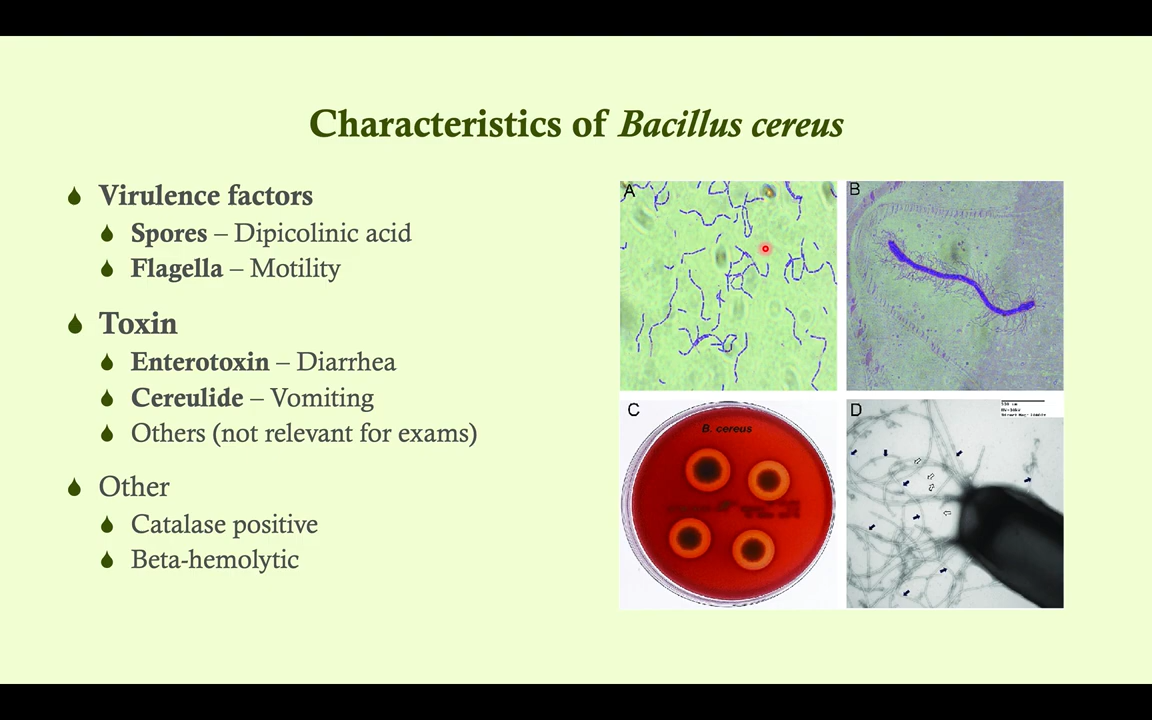 Characteristics of Bacillus cereus
Virulence factors
Spores – Dipicolinic acid
Flagella – Motility
Toxin
Enterotoxin – Diarrhea
Cereulide – Vomiting
Others (not relevant for exams)
Other
Catalase positive
Beta-hemolytic
A
B
C
B. cereus
D